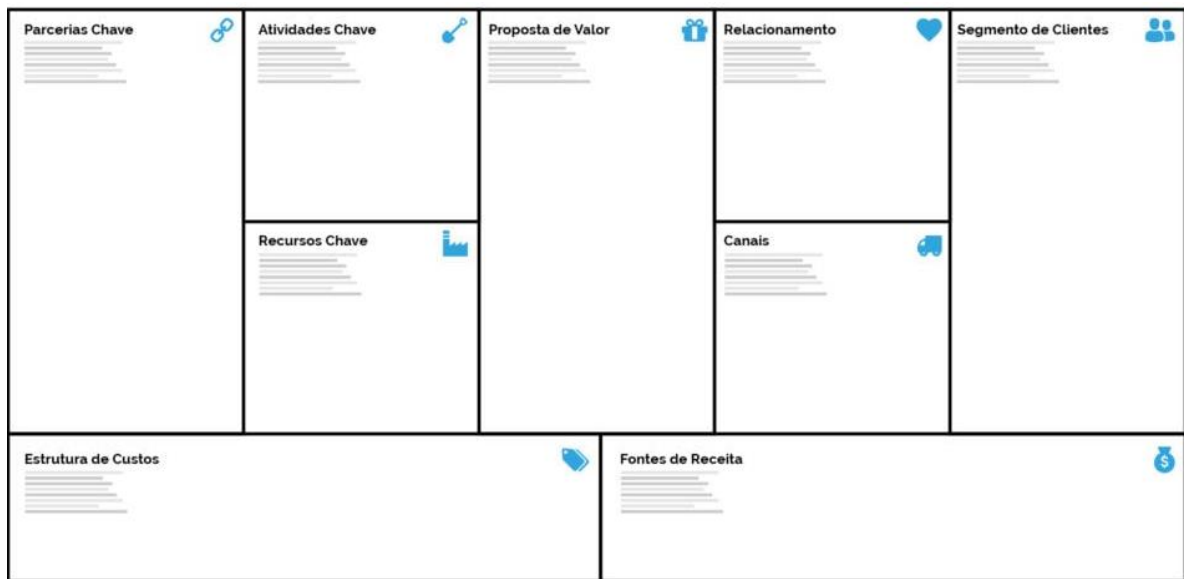 Parcerias Chave
Atividades Chave
Proposta de Valor
Relacionamento
Segmento de Clientes
Recursos Chave
Canais
Estrutura de Custos
Fontes de Receita
$